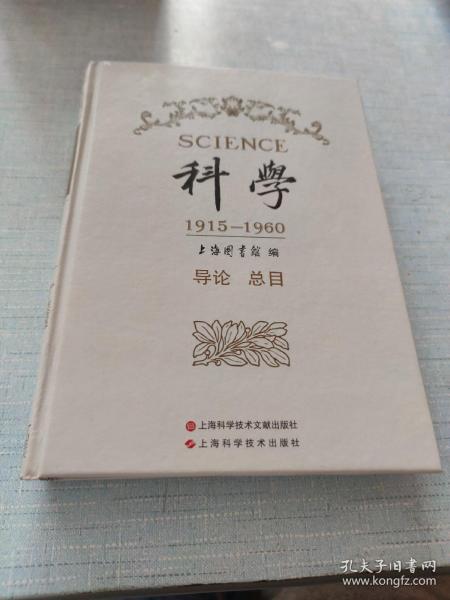 SCIENCE
科學
1915—1960
上海图书馆 编
导论 总目
上海科学技术文献出版社
上海科学技术出版社
孔夫子旧书网
www.kongfz.com